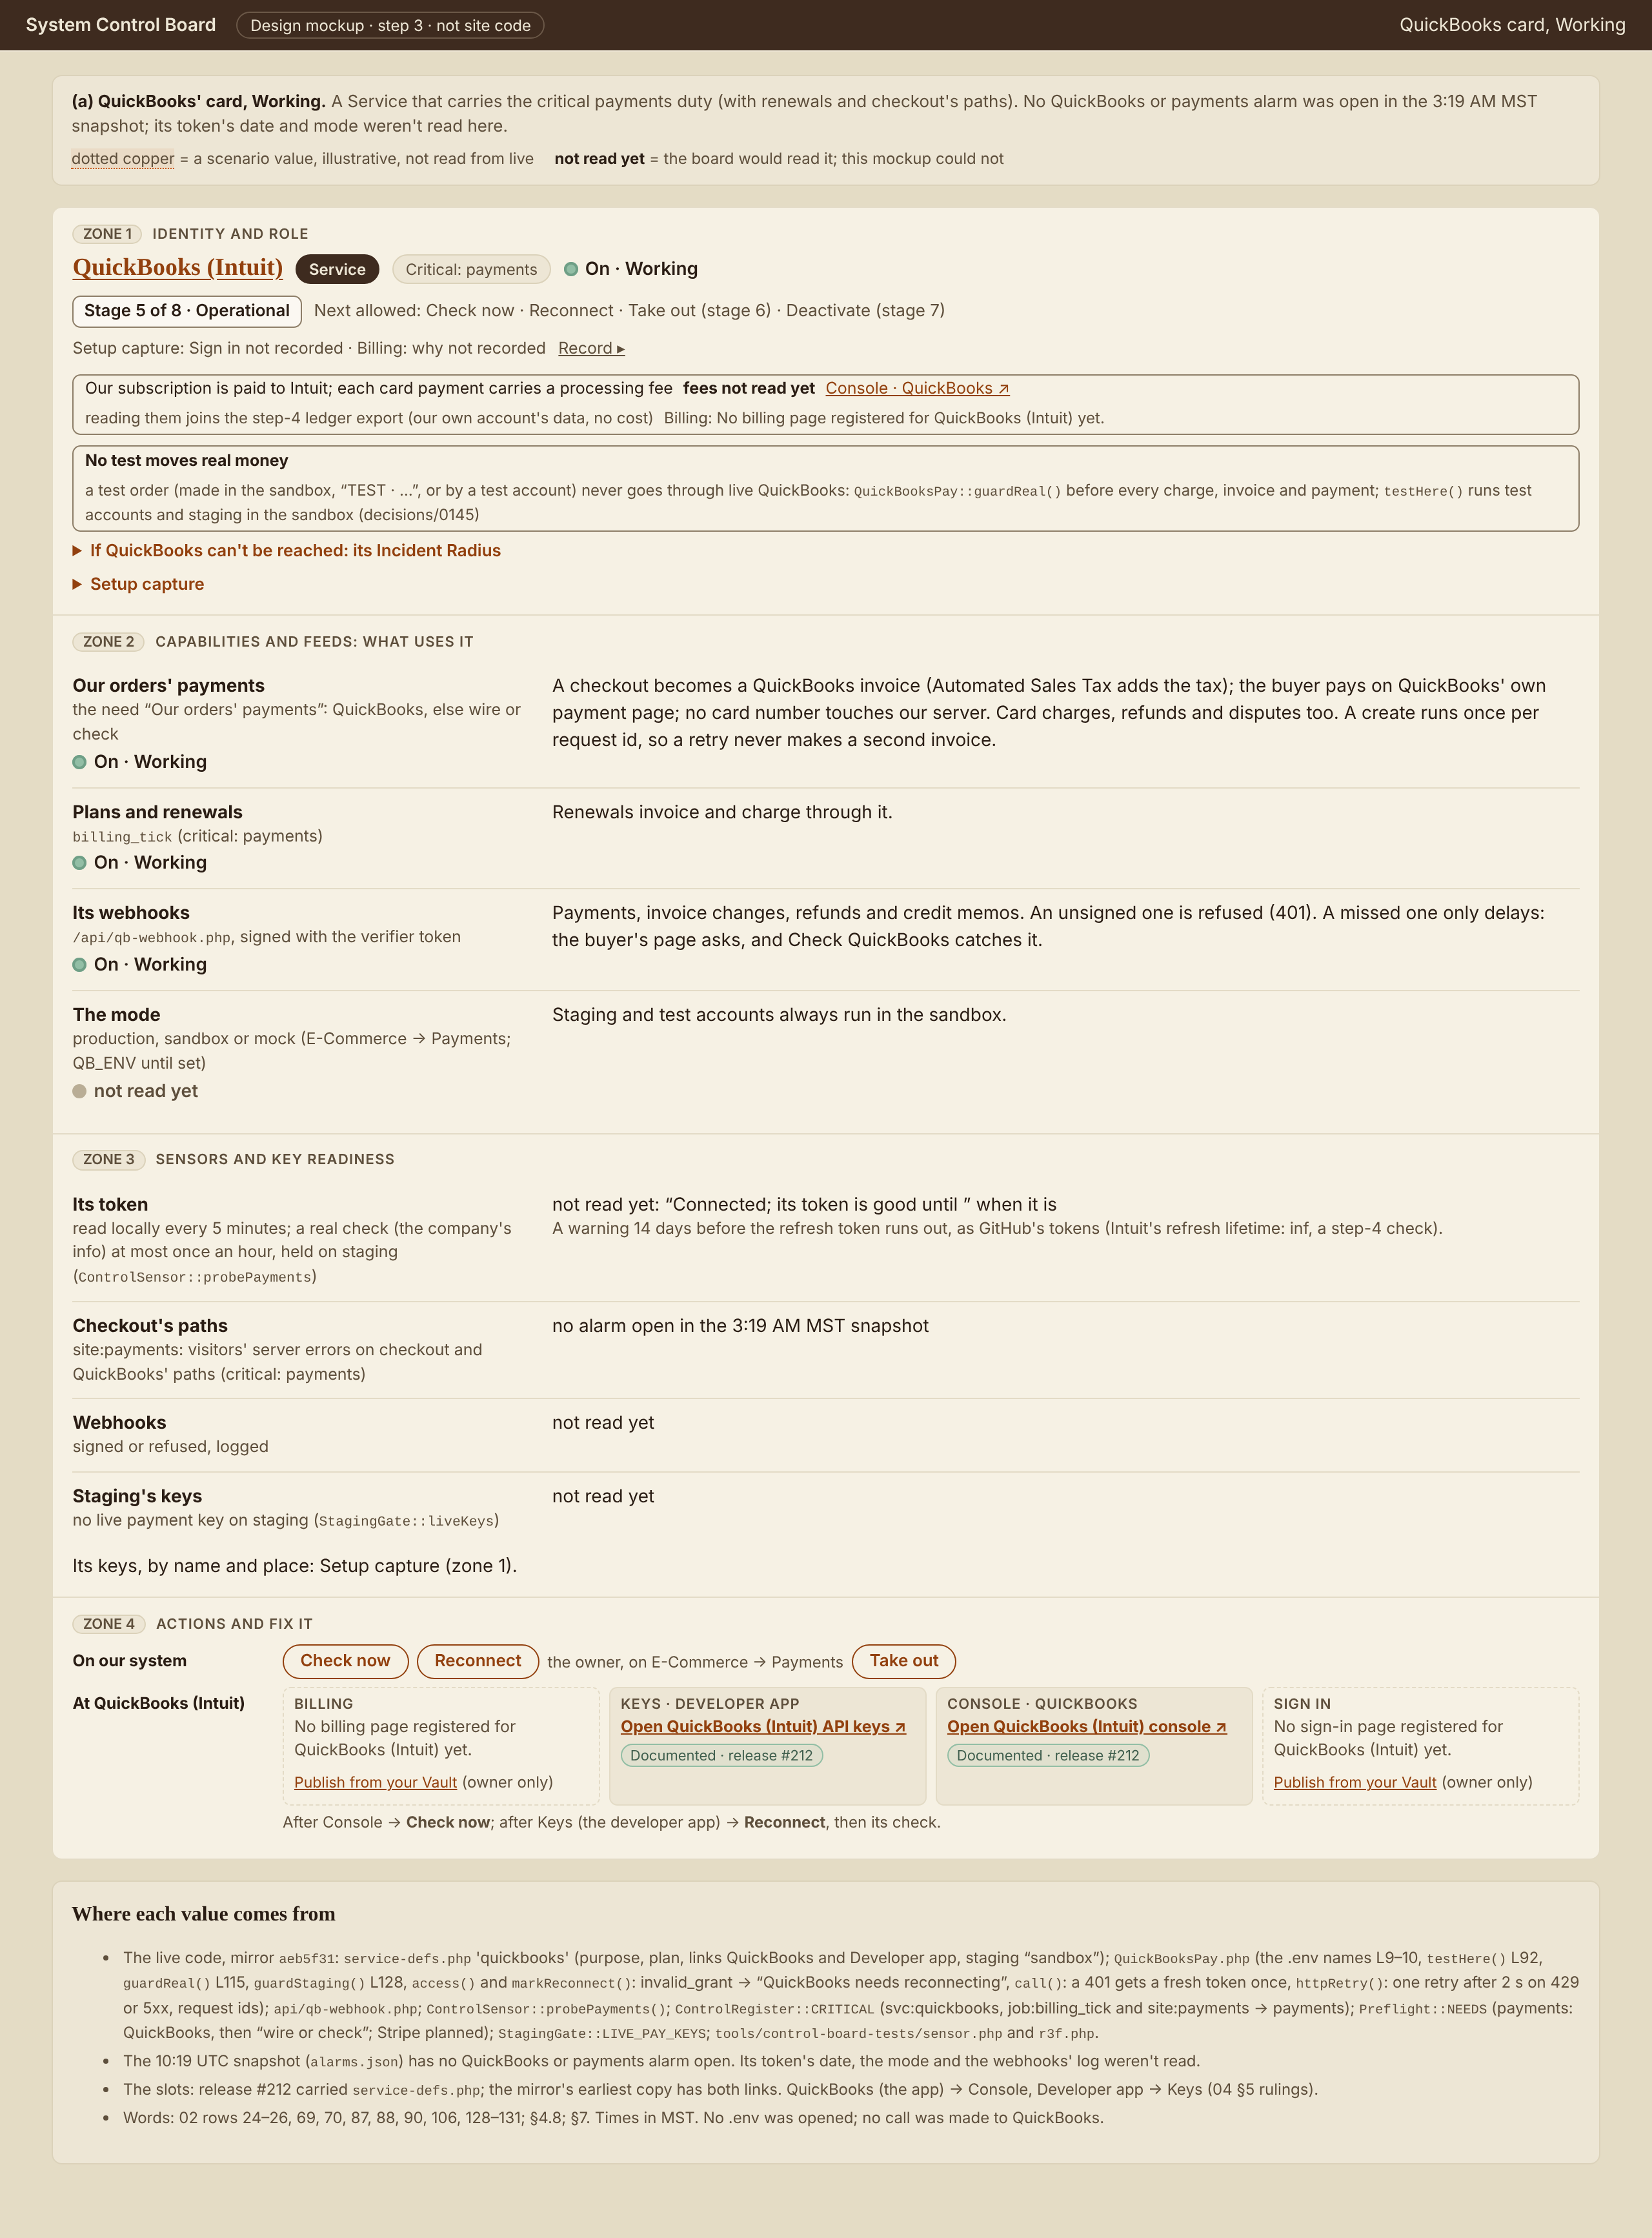 System Control Board
Design mockup · step 3 · not site code
QuickBooks card, Working
(a) QuickBooks' card, Working. A Service that carries the critical payments duty (with renewals and checkout's paths). No QuickBooks or payments alarm was open in the 3:19 AM MST
snapshot; its token's date and mode weren't read here.
dotted copper = a scenario value, illustrative, not read from live not read yet = the board would read it; this mockup could not
ZONE 1 IDENTITY AND ROLE
QuickBooks (Intuit) Service Critical: payments On · Working
Stage 5 of 8 · Operational Next allowed: Check now · Reconnect · Take out (stage 6) · Deactivate (stage 7)
Setup capture: Sign in not recorded · Billing: why not recorded Record ▸
Our subscription is paid to Intuit; each card payment carries a processing fee fees not read yet Console · QuickBooks ↗
reading them joins the step-4 ledger export (our own account's data, no cost) Billing: No billing page registered for QuickBooks (Intuit) yet.
No test moves real money
a test order (made in the sandbox, “TEST · …”, or by a test account) never goes through live QuickBooks: QuickBooksPay::guardReal() before every charge, invoice and payment; testHere() runs test
accounts and staging in the sandbox (decisions/0145)
▶ If QuickBooks can't be reached: its Incident Radius
▶ Setup capture
ZONE 2 CAPABILITIES AND FEEDS: WHAT USES IT
Our orders' payments
the need “Our orders' payments”: QuickBooks, else wire or
check
On · Working
A checkout becomes a QuickBooks invoice (Automated Sales Tax adds the tax); the buyer pays on QuickBooks' own
payment page; no card number touches our server. Card charges, refunds and disputes too. A create runs once per
request id, so a retry never makes a second invoice.
Plans and renewals
billing_tick (critical: payments)
On · Working
Renewals invoice and charge through it.
Its webhooks
/api/qb-webhook.php, signed with the verifier token
On · Working
Payments, invoice changes, refunds and credit memos. An unsigned one is refused (401). A missed one only delays:
the buyer's page asks, and Check QuickBooks catches it.
The mode
production, sandbox or mock (E-Commerce → Payments;
QB_ENV until set)
not read yet
Staging and test accounts always run in the sandbox.
ZONE 3 SENSORS AND KEY READINESS
Its token
read locally every 5 minutes; a real check (the company's
info) at most once an hour, held on staging
(ControlSensor::probePayments)
not read yet: “Connected; its token is good until ” when it is
A warning 14 days before the refresh token runs out, as GitHub's tokens (Intuit's refresh lifetime: inf, a step-4 check).
Checkout's paths
site:payments: visitors' server errors on checkout and
QuickBooks' paths (critical: payments)
no alarm open in the 3:19 AM MST snapshot
Webhooks
signed or refused, logged
not read yet
Staging's keys
no live payment key on staging (StagingGate::liveKeys)
not read yet
Its keys, by name and place: Setup capture (zone 1).
ZONE 4 ACTIONS AND FIX IT
On our system Check now Reconnect the owner, on E-Commerce → Payments Take out
At QuickBooks (Intuit)
BILLING
No billing page registered for
QuickBooks (Intuit) yet.
Publish from your Vault (owner only)
KEYS · DEVELOPER APP
Open QuickBooks (Intuit) API keys ↗
Documented · release #212
CONSOLE · QUICKBOOKS
Open QuickBooks (Intuit) console ↗
Documented · release #212
SIGN IN
No sign-in page registered for
QuickBooks (Intuit) yet.
Publish from your Vault (owner only)
After Console → Check now; after Keys (the developer app) → Reconnect, then its check.
Where each value comes from
• The live code, mirror aeb5f31: service-defs.php 'quickbooks' (purpose, plan, links QuickBooks and Developer app, staging “sandbox”); QuickBooksPay.php (the .env names L9–10, testHere() L92,
guardReal() L115, guardStaging() L128, access() and markReconnect(): invalid_grant → “QuickBooks needs reconnecting”, call(): a 401 gets a fresh token once, httpRetry(): one retry after 2 s on 429
or 5xx, request ids); api/qb-webhook.php; ControlSensor::probePayments(); ControlRegister::CRITICAL (svc:quickbooks, job:billing_tick and site:payments → payments); Preflight::NEEDS (payments:
QuickBooks, then “wire or check”; Stripe planned); StagingGate::LIVE_PAY_KEYS; tools/control-board-tests/sensor.php and r3f.php.
• The 10:19 UTC snapshot (alarms.json) has no QuickBooks or payments alarm open. Its token's date, the mode and the webhooks' log weren't read.
• The slots: release #212 carried service-defs.php; the mirror's earliest copy has both links. QuickBooks (the app) → Console, Developer app → Keys (04 §5 rulings).
• Words: 02 rows 24–26, 69, 70, 87, 88, 90, 106, 128–131; §4.8; §7. Times in MST. No .env was opened; no call was made to QuickBooks.